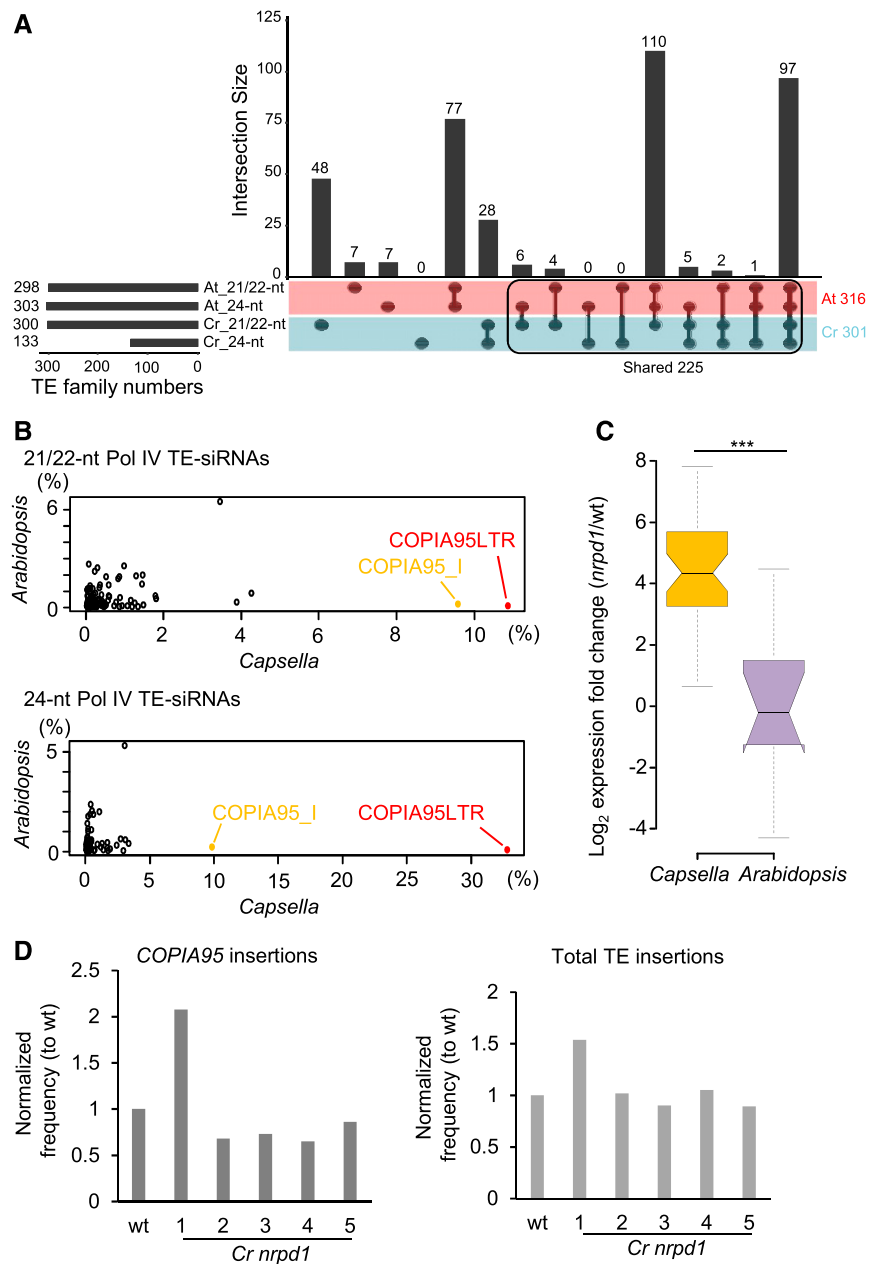 A
Intersection Size
125
100
75
50
25
0
48
7
7
0
77
28
6
4
0
0
110
5
2
1
97
298 At_21/22-nt
303 At_24-nt
300 Cr_21/22-nt
133 Cr_24-nt
At 316
Cr 301
300 200 100 0
TE family numbers
Shared 225
B
21/22-nt Pol IV TE-siRNAs
(%)
Arabidopsis
6
4
2
0
COPIA95LTR
COPIA95_I
0 2 4 6 8 10 (%)
Capsella
24-nt Pol IV TE-siRNAs
(%)
Arabidopsis
5
0
COPIA95_I COPIA95LTR
0 5 10 15 20 25 30 (%)
Capsella
C
***
Log2 expression fold change (nrpd1/wt)
8
6
4
2
0
-2
-4
Capsella Arabidopsis
D
COPIA95 insertions
Normalized
frequency (to wt)
2.5
2
1.5
1
0.5
0
wt 1 2 3 4 5
Cr nrpd1
Total TE insertions
Normalized
frequency (to wt)
2
1.5
1
0.5
0
wt 1 2 3 4 5
Cr nrpd1